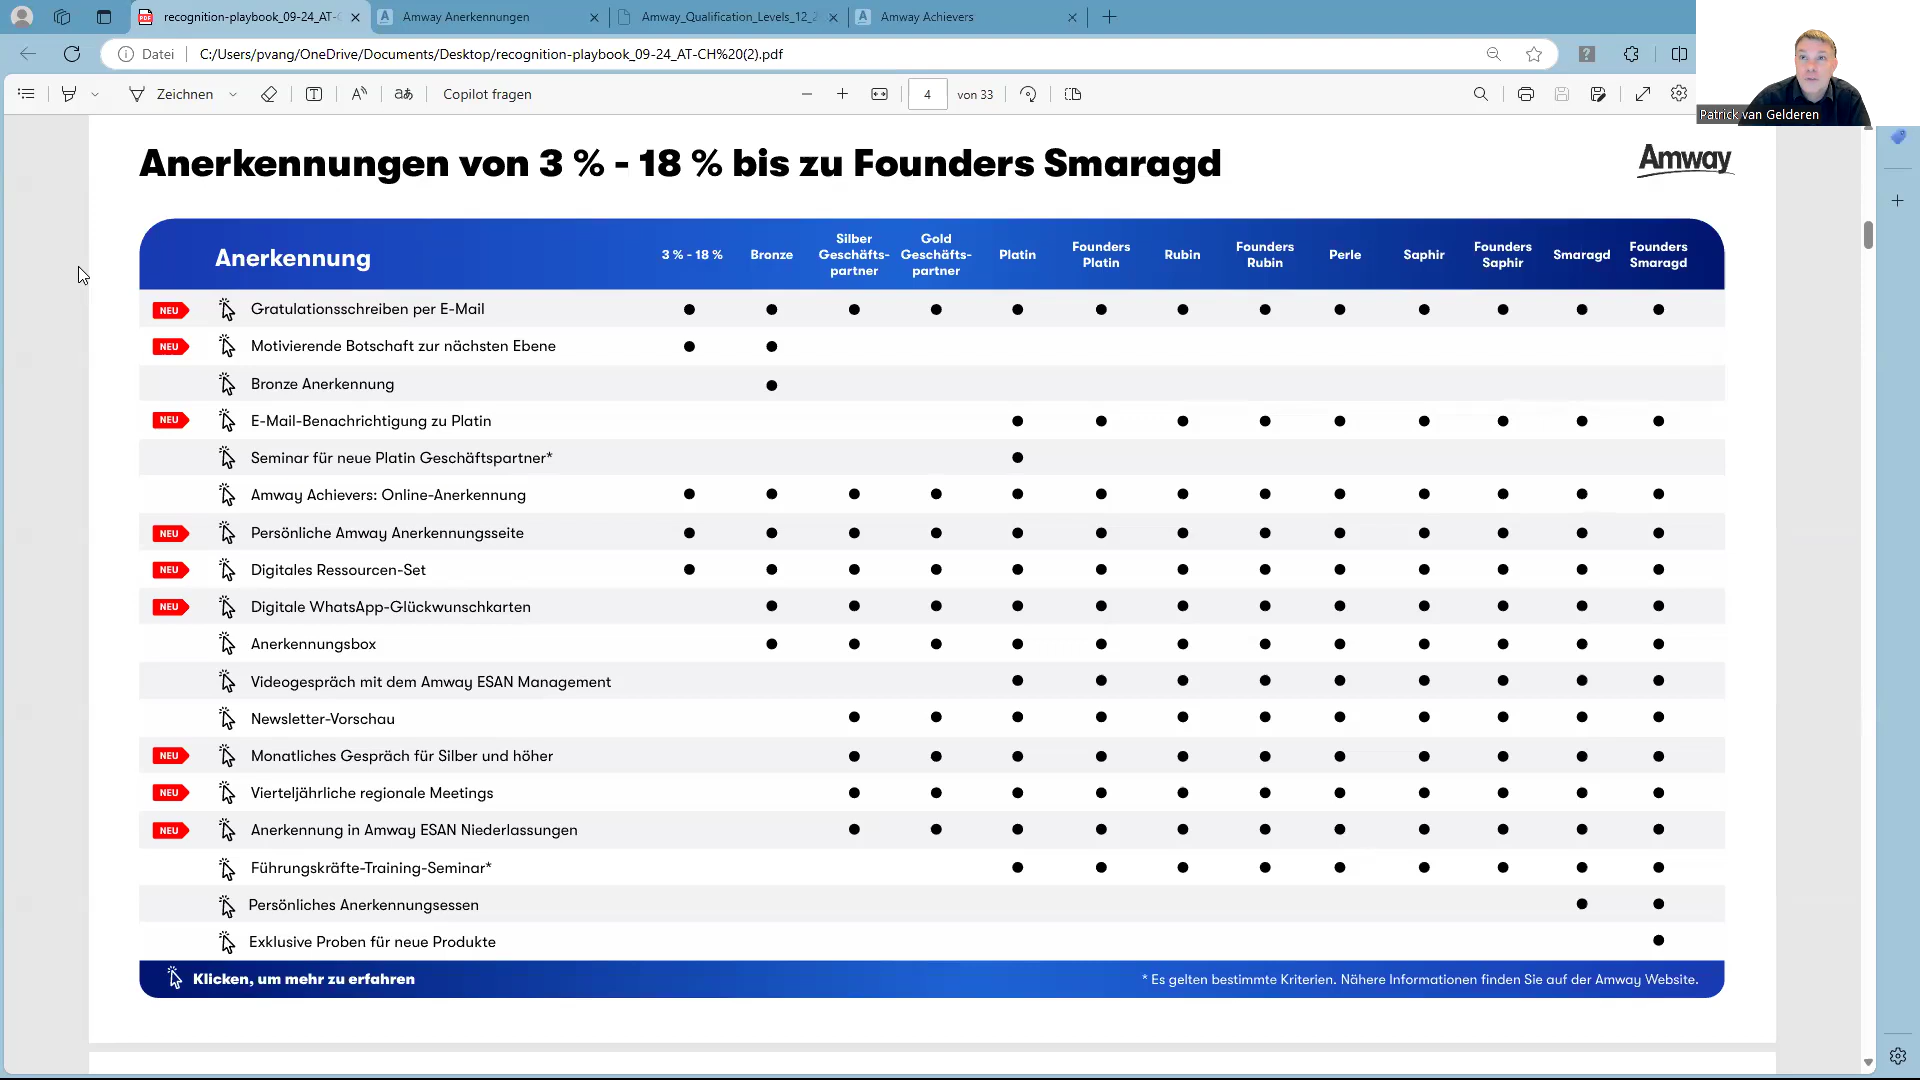 recognition-playbook_09-24_AT-C
Amway Anerkennungen
Amway_Qualification_Levels_12_2
Amway Achievers
Datei
C:/Users/pvang/OneDrive/Documents/Desktop/recognition-playbook_09-24_AT-CH%20(2).pdf
Zeichnen
Copilot fragen
4
von 33
Patrick van Gelderen
Anerkennungen von 3 % - 18 % bis zu Founders Smaragd
Amway
Anerkennung
3 % - 18 %
Bronze
Silber
Geschäfts-
partner
Gold
Geschäfts-
partner
Platin
Founders
Platin
Rubin
Founders
Rubin
Perle
Saphir
Founders
Saphir
Smaragd
Founders
Smaragd
NEU Gratulationsschreiben per E-Mail
NEU Motivierende Botschaft zur nächsten Ebene
Bronze Anerkennung
NEU E-Mail-Benachrichtigung zu Platin
Seminar für neue Platin Geschäftspartner*
Amway Achievers: Online-Anerkennung
NEU Persönliche Amway Anerkennungsseite
NEU Digitales Ressourcen-Set
NEU Digitale WhatsApp-Glückwunschkarten
Anerkennungsbox
Videogespräch mit dem Amway ESAN Management
Newsletter-Vorschau
NEU Monatliches Gespräch für Silber und höher
NEU Vierteljährliche regionale Meetings
NEU Anerkennung in Amway ESAN Niederlassungen
Führungskräfte-Training-Seminar*
Persönliches Anerkennungsessen
Exklusive Proben für neue Produkte
Klicken, um mehr zu erfahren
* Es gelten bestimmte Kriterien. Nähere Informationen finden Sie auf der Amway Website.